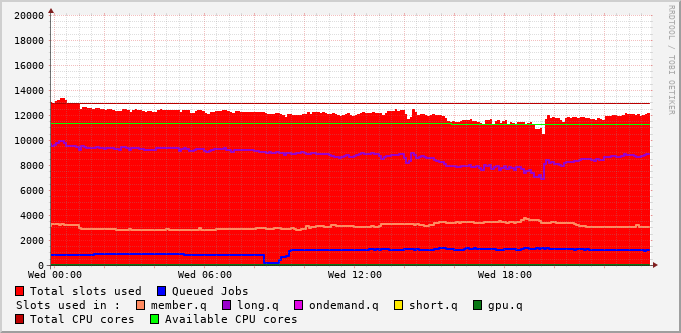 RRDTOOL / TOBI OETIKER
20000
18000
16000
14000
12000
10000
8000
6000
4000
2000
0
Wed 00:00 Wed 06:00 Wed 12:00 Wed 18:00
Total slots used Queued Jobs
Slots used in : member.q long.q ondemand.q short.q gpu.q
Total CPU cores Available CPU cores